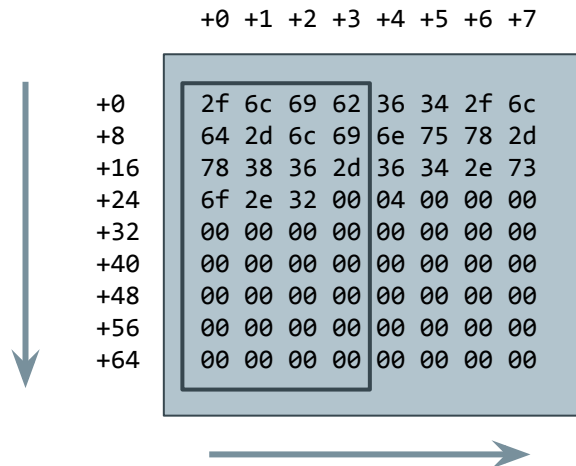 +0 +1 +2 +3 +4 +5 +6 +7
+0 2f 6c 69 62 36 34 2f 6c
+8 64 2d 6c 69 6e 75 78 2d
+16 78 38 36 2d 36 34 2e 73
+24 6f 2e 32 00 04 00 00 00
+32 00 00 00 00 00 00 00 00
+40 00 00 00 00 00 00 00 00
+48 00 00 00 00 00 00 00 00
+56 00 00 00 00 00 00 00 00
+64 00 00 00 00 00 00 00 00